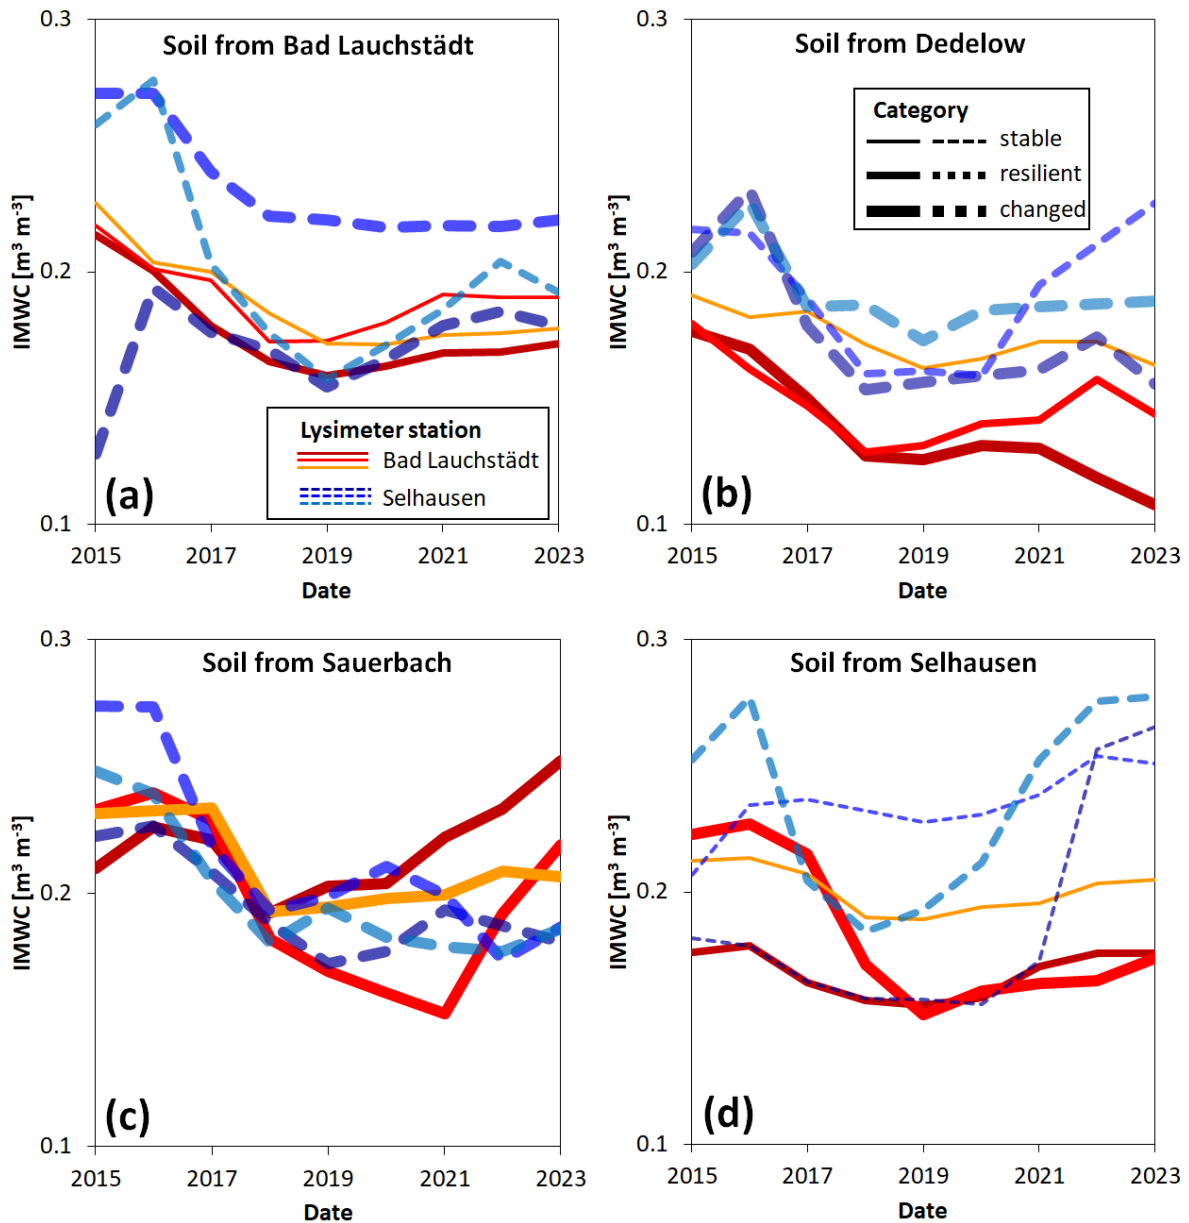 Soil from Bad Lauchstädt
IMWC [m³ m⁻³]
0.3
0.2
0.1
Lysimeter station
Bad Lauchstädt
Selhausen
(a)
2015 2017 2019 2021 2023
Date
Soil from Dedelow
IMWC [m³ m⁻³]
0.3
0.2
0.1
Category
stable
resilient
changed
(b)
2015 2017 2019 2021 2023
Date
Soil from Sauerbach
IMWC [m³ m⁻³]
0.3
0.2
0.1
(c)
2015 2017 2019 2021 2023
Date
Soil from Selhausen
IMWC [m³ m⁻³]
0.3
0.2
0.1
(d)
2015 2017 2019 2021 2023
Date